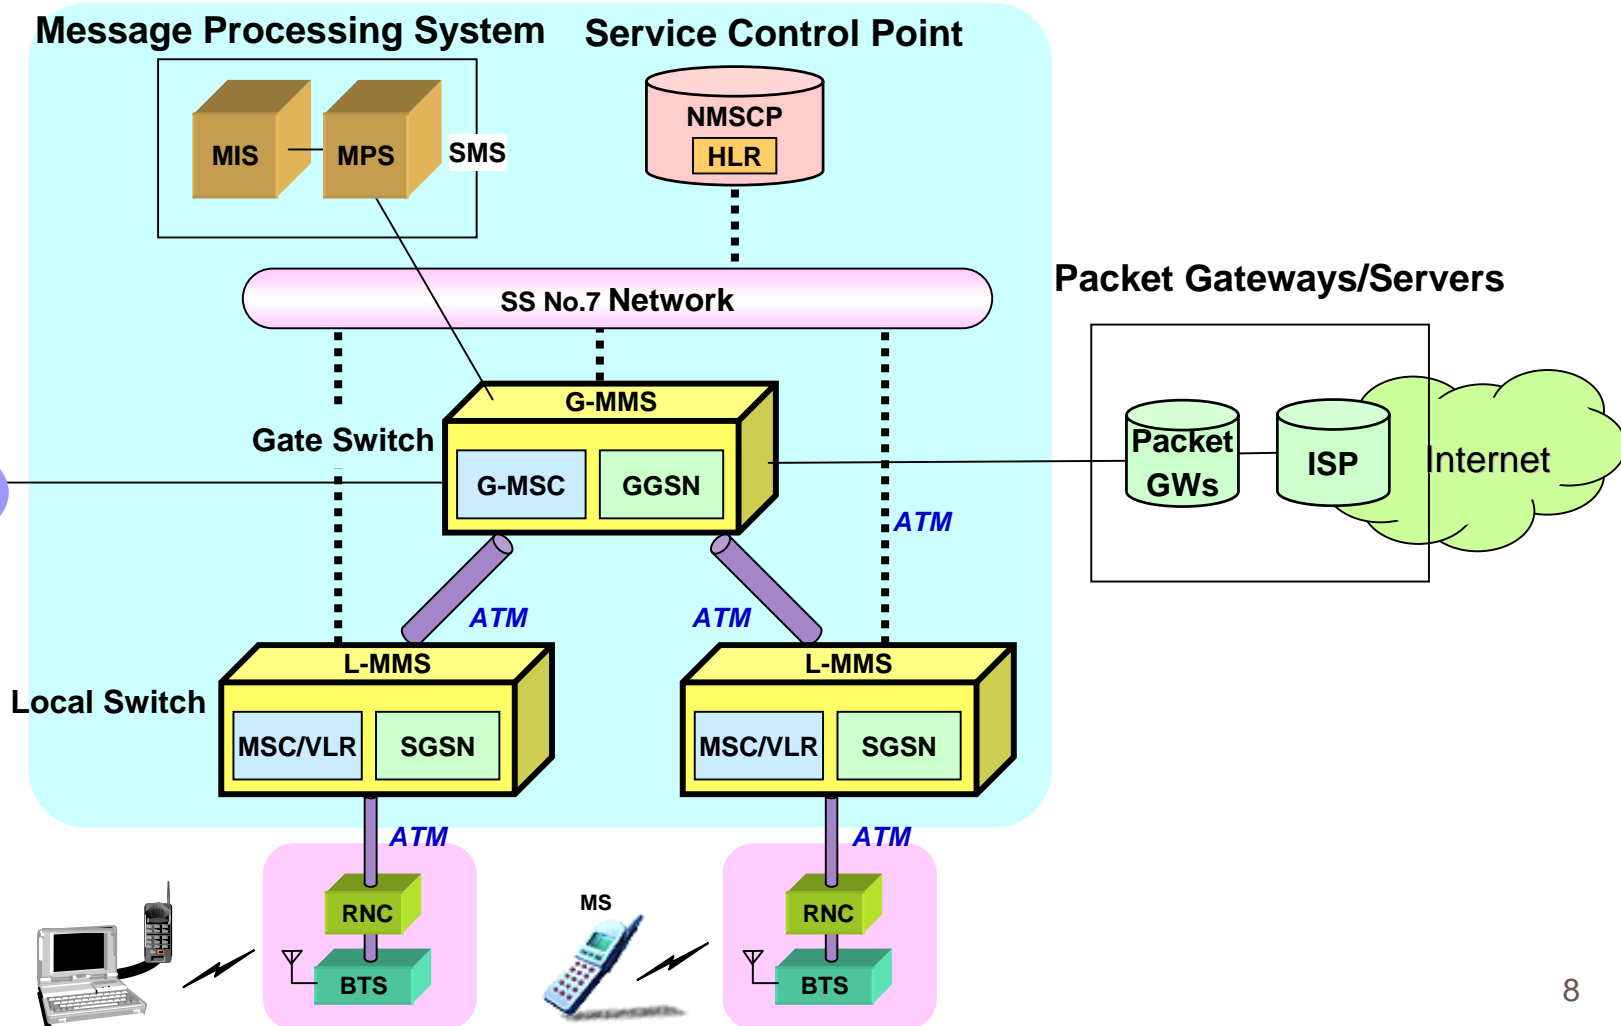 Message Processing System
Service Control Point
MIS
MPS
SMS
NMSCP
HLR
SS No.7 Network
Packet Gateways/Servers
G-MMS
Gate Switch
G-MSC
GGSN
Packet
GWs
ISP
Internet
ATM
ATM
ATM
L-MMS
L-MMS
Local Switch
MSC/VLR
SGSN
MSC/VLR
SGSN
ATM
ATM
RNC
MS
RNC
BTS
BTS
8